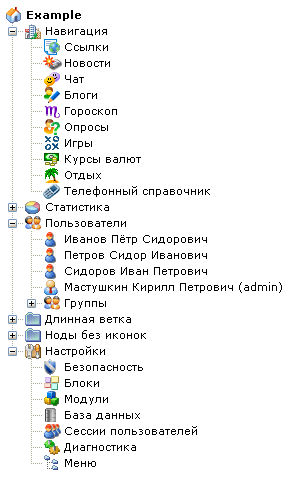 Example
Навигация
Ссылки
Новости
Чат
Блоги
Гороскоп
Опросы
Игры
Курсы валют
Отдых
Телефонный справочник
Статистика
Пользователи
Иванов Пётр Сидорович
Петров Сидор Иванович
Сидоров Иван Петрович
Мастушкин Кирилл Петрович (admin)
Группы
Длинная ветка
Ноды без иконок
Настройки
Безопасность
Блоки
Модули
База данных
Сессии пользователей
Диагностика
Меню